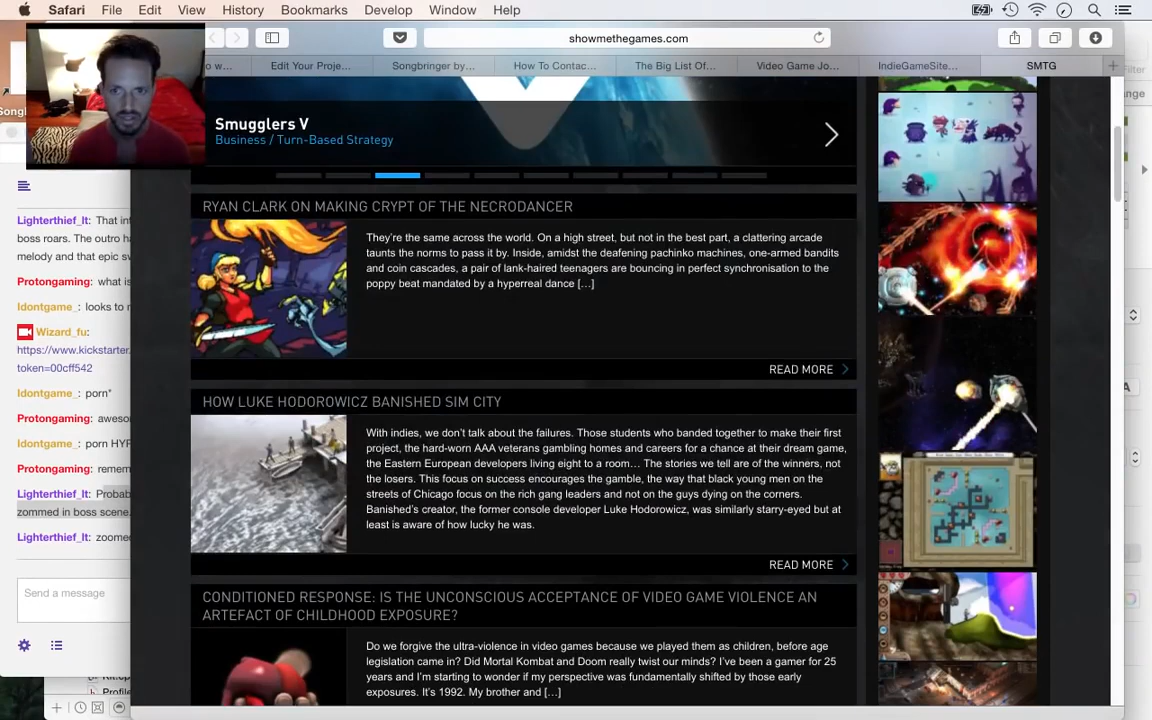 Safari File Edit View History Bookmarks Develop Window Help
showmethegames.com
o w... Edit Your Proje... Songbringer by... How To Contac... The Big List Of... Video Game Jo... IndieGameSite... SMTG
Filter
Smugglers V
Business / Turn-Based Strategy
Lighterthief_It: That int
boss roars. The outro ha
melody and that epic sw
Protongaming: what is
Idontgame_: looks to r
Wizard_fu:
https://www.kickstarter.
token=00cff542
Idontgame_: porn*
Protongaming: aweso
Idontgame_: porn HYP
Protongaming: remem
Lighterthief_It: Probab
zommed in boss scene.
Lighterthief_It: zoomed
Send a message
RYAN CLARK ON MAKING CRYPT OF THE NECRODANCER
They're the same across the world. On a high street, but not in the best part, a clattering arcade
taunts the norms to pass it by. Inside, amidst the deafening pachinko machines, one-armed bandits
and coin cascades, a pair of lank-haired teenagers are bouncing in perfect synchronisation to the
poppy beat mandated by a hyperreal dance [...]
READ MORE
HOW LUKE HODOROWICZ BANISHED SIM CITY
With indies, we don't talk about the failures. Those students who banded together to make their first
project, the hard-worn AAA veterans gambling homes and careers for a chance at their dream game,
the Eastern European developers living eight to a room... The stories we tell are of the winners, not
the losers. This focus on success encourages the gamble, the way that black young men on the
streets of Chicago focus on the rich gang leaders and not on the guys dying on the corners.
Banished's creator, the former console developer Luke Hodorowicz, was similarly starry-eyed but at
least is aware of how lucky he was.
READ MORE
CONDITIONED RESPONSE: IS THE UNCONSCIOUS ACCEPTANCE OF VIDEO GAME VIOLENCE AN
ARTEFACT OF CHILDHOOD EXPOSURE?
Do we forgive the ultra-violence in video games because we played them as children, before age
legislation came in? Did Mortal Kombat and Doom really twist our minds? I've been a gamer for 25
years and I'm starting to wonder if my perspective was fundamentally shifted by those early
exposures. It's 1992. My brother and [...]